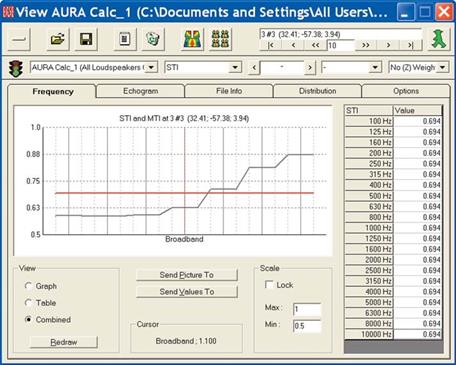 View AURA Calc_1 (C:\Documents and Settings\All Users\...
3 #3 (32.41; -57.38; 3.94)
|< < << 10 >> > >|
AURA Calc_1 (All Loudspeakers ( STI < - > - No (Z) Weigh
Frequency Echogram File Info Distribution Options
STI and MTI at 3 #3 (32.41; -57.38; 3.94)
1.0
0.88
0.75
0.63
0.5
Broadband
STI Value
100 Hz 0.694
125 Hz 0.694
160 Hz 0.694
200 Hz 0.694
250 Hz 0.694
315 Hz 0.694
400 Hz 0.694
500 Hz 0.694
630 Hz 0.694
800 Hz 0.694
1000 Hz 0.694
1250 Hz 0.694
1600 Hz 0.694
2000 Hz 0.694
2500 Hz 0.694
3150 Hz 0.694
4000 Hz 0.694
5000 Hz 0.694
6300 Hz 0.694
8000 Hz 0.694
10000 Hz 0.694
View
Graph
Table
Combined
Redraw
Send Picture To
Send Values To
Cursor
Broadband ; 1.100
Scale
Lock
Max : 1
Min : 0.5